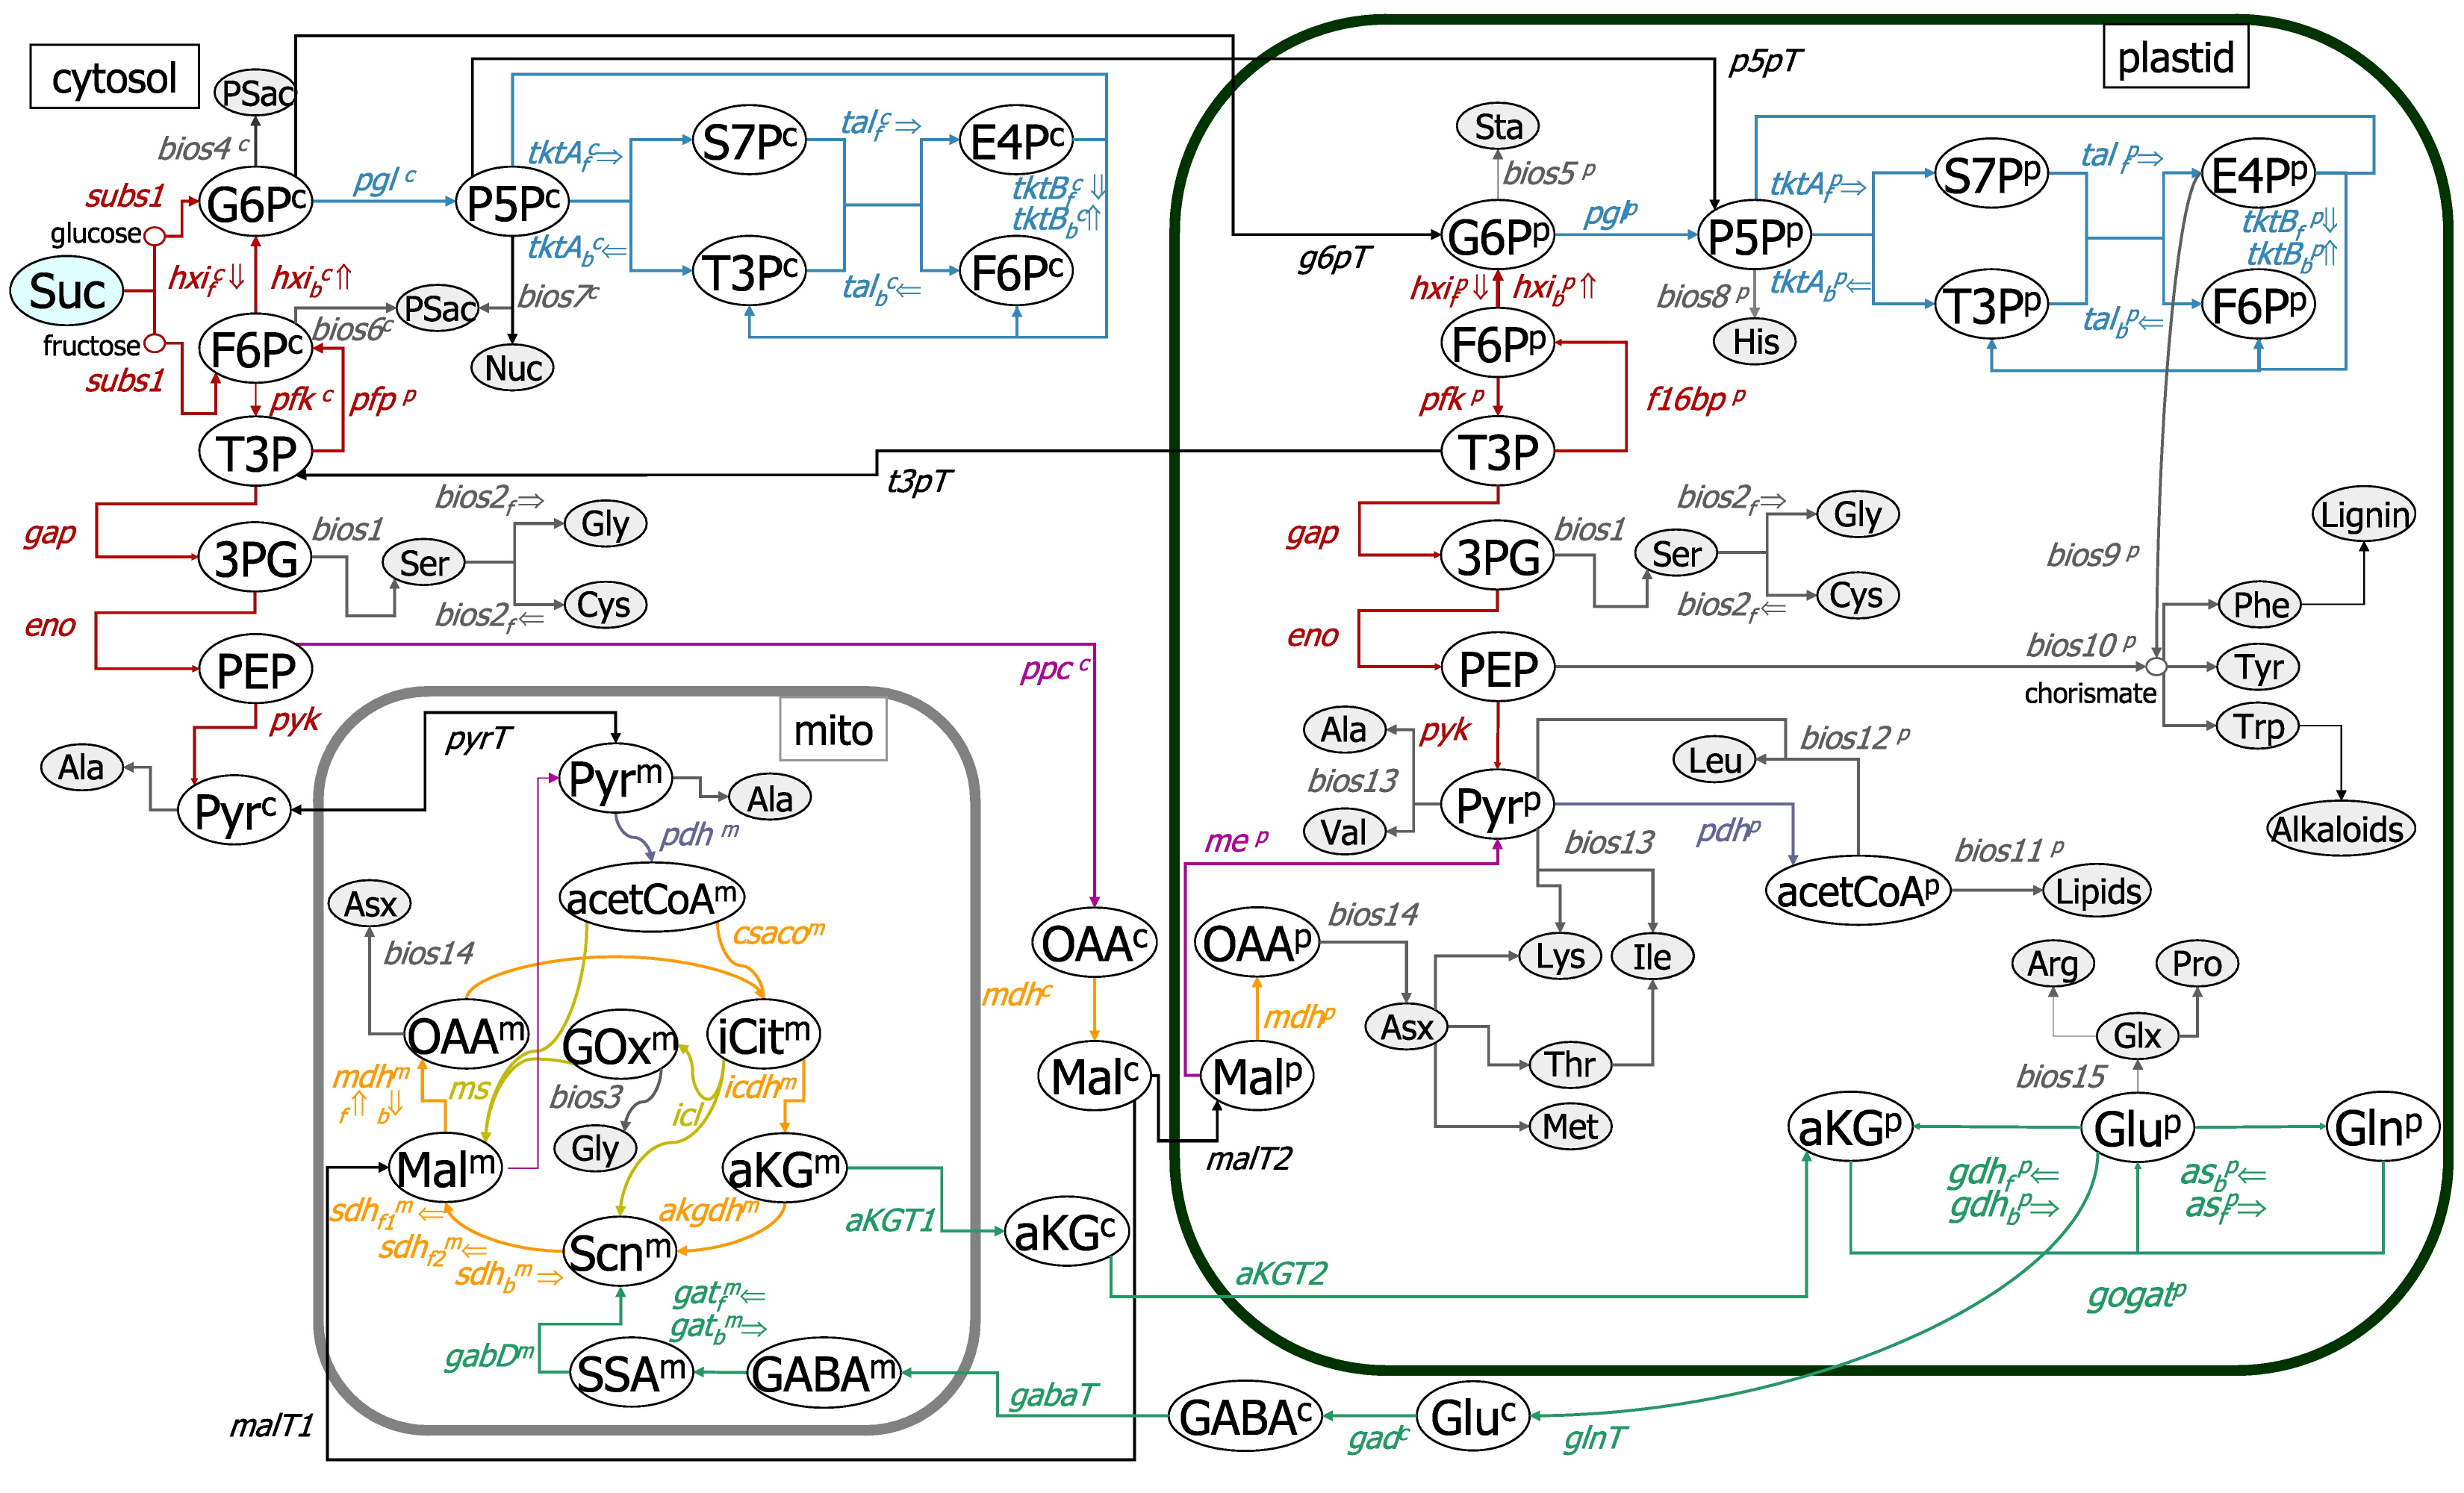 cytosol
plastid
mito
PSac
bios4 c
subs1
glucose
Suc
fructose
subs1
G6Pc
pgl c
P5Pc
hxifc⇓
hxibc⇑
F6Pc
bios6c
PSac
bios7c
Nuc
pfk c
pfp p
T3P
tktAfc⇒
tktAbc⇐
S7Pc
T3Pc
talfc⇒
talbc⇐
E4Pc
tktBfc⇓
tktBbc⇑
F6Pc
g6pT
p5pT
t3pT
gap
3PG
bios1
Ser
bios2f⇒
Gly
bios2f⇐
Cys
eno
PEP
ppc c
pyk
Ala
Pyrc
pyrT
Pyrm
Ala
pdh m
acetCoAm
Asx
bios14
csacom
OAAm
GOxm
iCitm
mdhm
f⇑ b⇓
ms
bios3
icl
icdhm
Gly
Malm
aKGm
sdhf1m⇐
sdhf2m⇐
sdhbm⇒
akgdhm
Scnm
gatfm⇐
gatbm⇒
gabDm
SSAm
GABAm
malT1
aKGT1
aKGc
gabaT
GABAc
gadc
Gluc
glnT
OAAc
mdhc
Malc
malT2
aKGT2
Sta
bios5 p
G6Pp
pglp
P5Pp
hxifp⇓
hxibp⇑
bios8 p
His
F6Pp
pfk p
f16bp p
T3P
tktAfp⇒
tktAbp⇐
S7Pp
T3Pp
talfp⇒
talbp⇐
E4Pp
tktBfp⇓
tktBbp⇑
F6Pp
gap
3PG
bios1
Ser
bios2f⇒
Gly
bios2f⇐
Cys
eno
PEP
bios9 p
bios10 p
chorismate
Lignin
Phe
Tyr
Trp
Alkaloids
pyk
Ala
bios13
Val
Pyrp
Leu
bios12 p
pdhp
bios13
acetCoAp
bios11 p
Lipids
me p
OAAp
bios14
mdhp
Malp
Asx
Lys
Ile
Thr
Met
Arg
Pro
Glx
bios15
aKGp
Glup
Glnp
gdhfp⇐
gdhbp⇒
asbp⇐
asfp⇒
gogatp